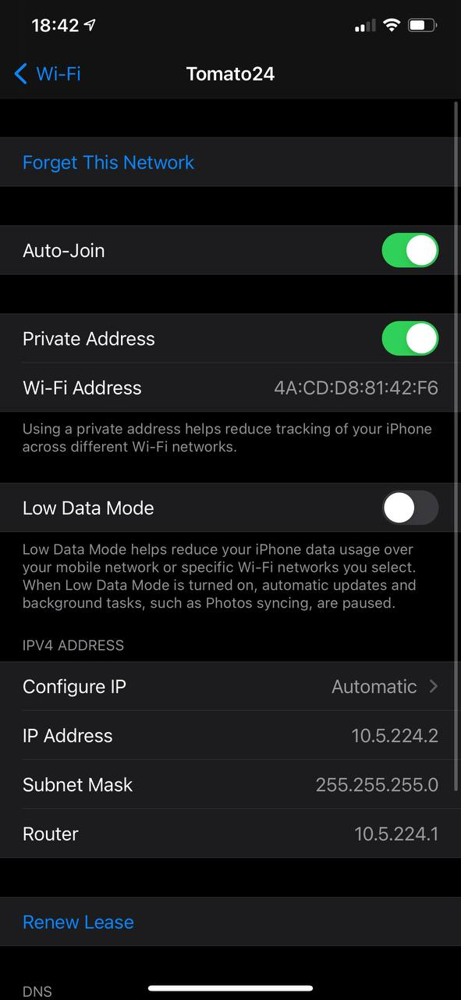 18:42
Wi-Fi
Tomato24
Forget This Network
Auto-Join
Private Address
Wi-Fi Address 4A:CD:D8:81:42:F6
Using a private address helps reduce tracking of your iPhone
across different Wi-Fi networks.
Low Data Mode
Low Data Mode helps reduce your iPhone data usage over
your mobile network or specific Wi-Fi networks you select.
When Low Data Mode is turned on, automatic updates and
background tasks, such as Photos syncing, are paused.
IPV4 ADDRESS
Configure IP Automatic
IP Address 10.5.224.2
Subnet Mask 255.255.255.0
Router 10.5.224.1
Renew Lease
DNS